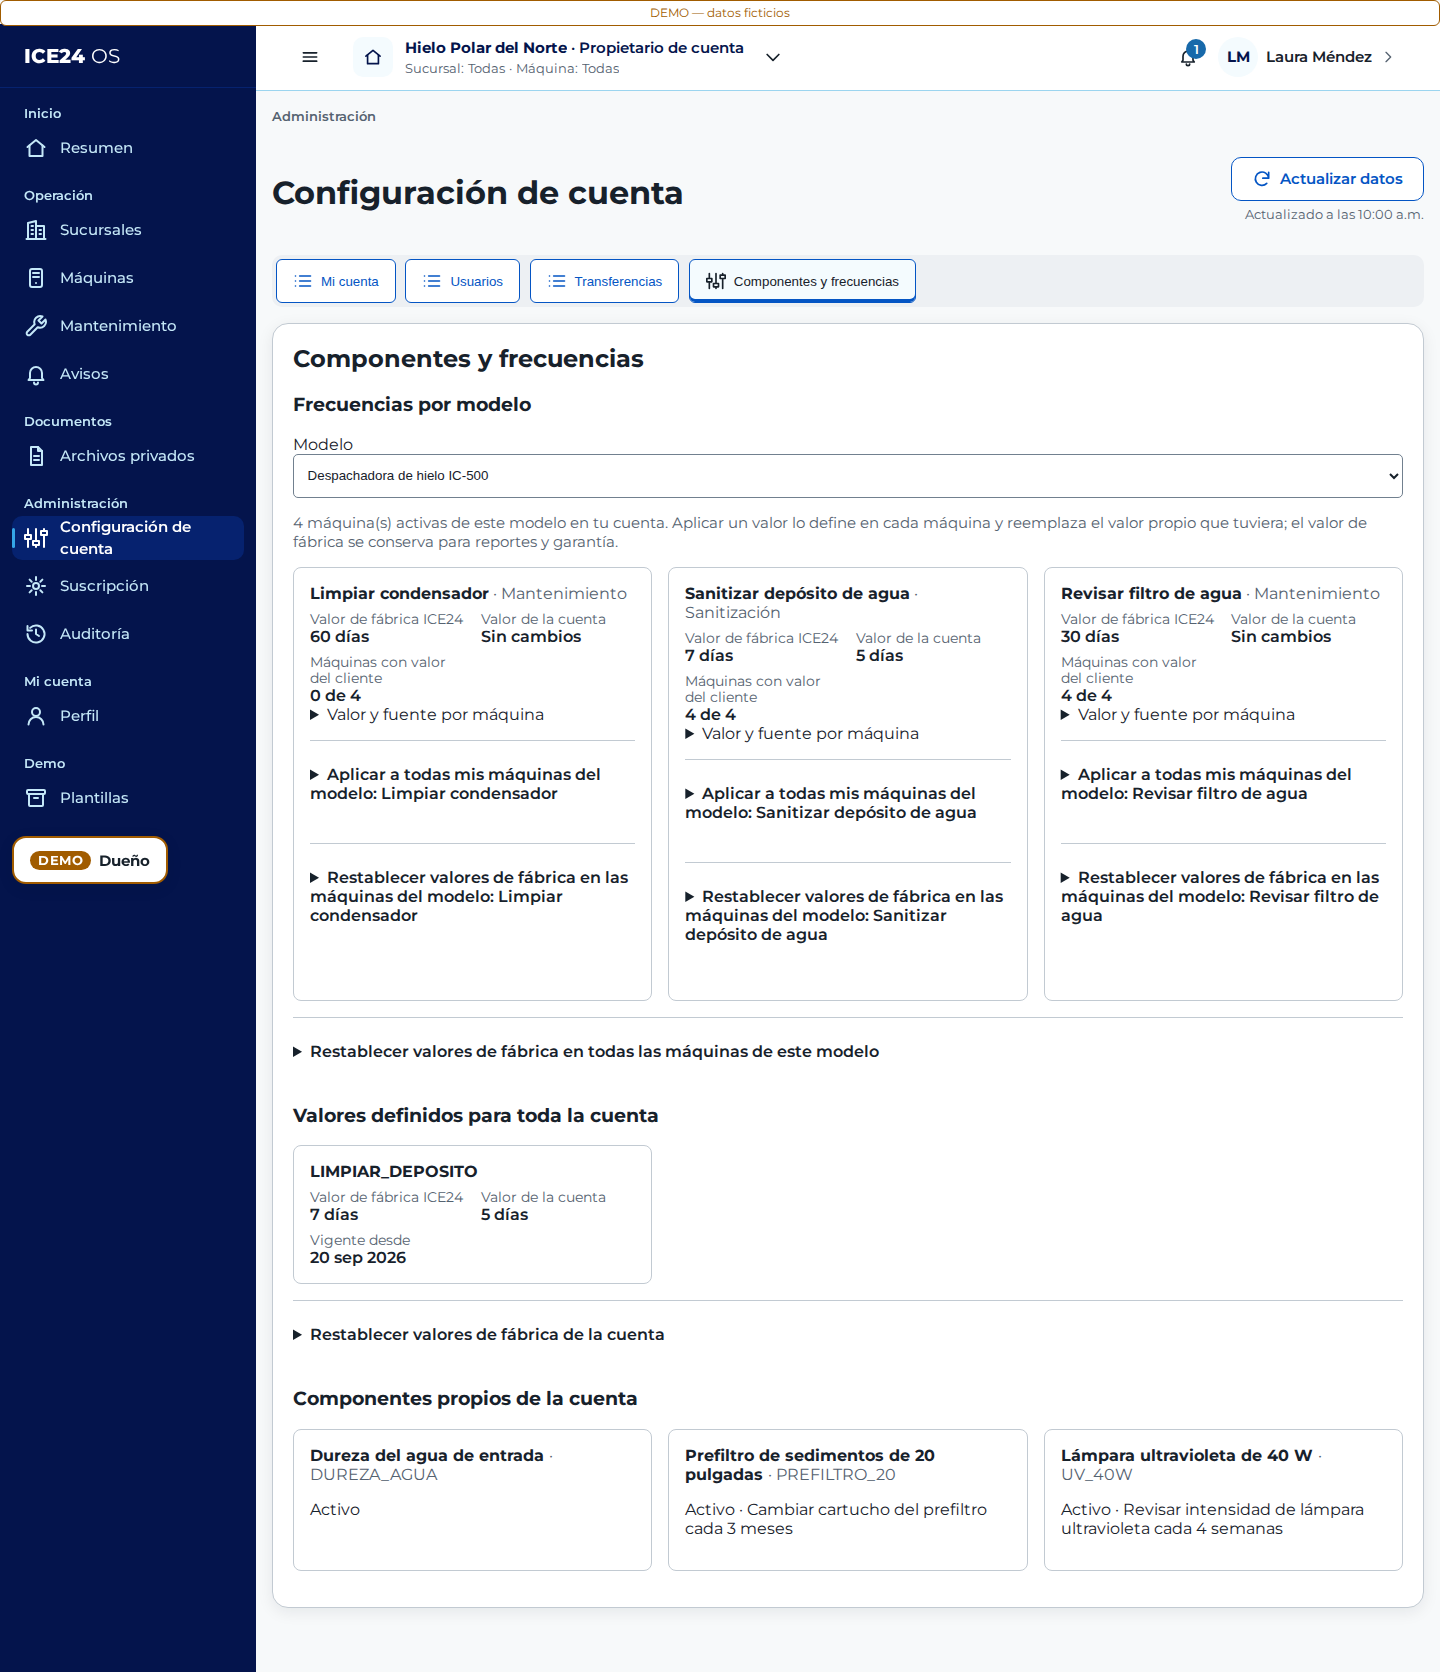 DEMO — datos ficticios
ICE24 OS
Inicio
Resumen
Operación
Sucursales
Máquinas
Mantenimiento
Avisos
Documentos
Archivos privados
Administración
Configuración de
cuenta
Suscripción
Auditoría
Mi cuenta
Perfil
Demo
Plantillas
DEMO Dueño
Hielo Polar del Norte · Propietario de cuenta
Sucursal: Todas · Máquina: Todas
1
LM Laura Méndez
Administración
Configuración de cuenta
Actualizar datos
Actualizado a las 10:00 a.m.
Mi cuenta
Usuarios
Transferencias
Componentes y frecuencias
Componentes y frecuencias
Frecuencias por modelo
Modelo
Despachadora de hielo IC-500
4 máquina(s) activas de este modelo en tu cuenta. Aplicar un valor lo define en cada máquina y reemplaza el valor propio que tuviera; el valor de
fábrica se conserva para reportes y garantía.
Limpiar condensador · Mantenimiento
Valor de fábrica ICE24
60 días
Valor de la cuenta
Sin cambios
Máquinas con valor
del cliente
0 de 4
Valor y fuente por máquina
Aplicar a todas mis máquinas del
modelo: Limpiar condensador
Restablecer valores de fábrica en las
máquinas del modelo: Limpiar
condensador
Sanitizar depósito de agua ·
Sanitización
Valor de fábrica ICE24
7 días
Valor de la cuenta
5 días
Máquinas con valor
del cliente
4 de 4
Valor y fuente por máquina
Aplicar a todas mis máquinas del
modelo: Sanitizar depósito de agua
Restablecer valores de fábrica en las
máquinas del modelo: Sanitizar
depósito de agua
Revisar filtro de agua · Mantenimiento
Valor de fábrica ICE24
30 días
Valor de la cuenta
Sin cambios
Máquinas con valor
del cliente
4 de 4
Valor y fuente por máquina
Aplicar a todas mis máquinas del
modelo: Revisar filtro de agua
Restablecer valores de fábrica en las
máquinas del modelo: Revisar filtro de
agua
Restablecer valores de fábrica en todas las máquinas de este modelo
Valores definidos para toda la cuenta
LIMPIAR_DEPOSITO
Valor de fábrica ICE24
7 días
Valor de la cuenta
5 días
Vigente desde
20 sep 2026
Restablecer valores de fábrica de la cuenta
Componentes propios de la cuenta
Dureza del agua de entrada ·
DUREZA_AGUA
Activo
Prefiltro de sedimentos de 20
pulgadas · PREFILTRO_20
Activo · Cambiar cartucho del prefiltro
cada 3 meses
Lámpara ultravioleta de 40 W ·
UV_40W
Activo · Revisar intensidad de lámpara
ultravioleta cada 4 semanas